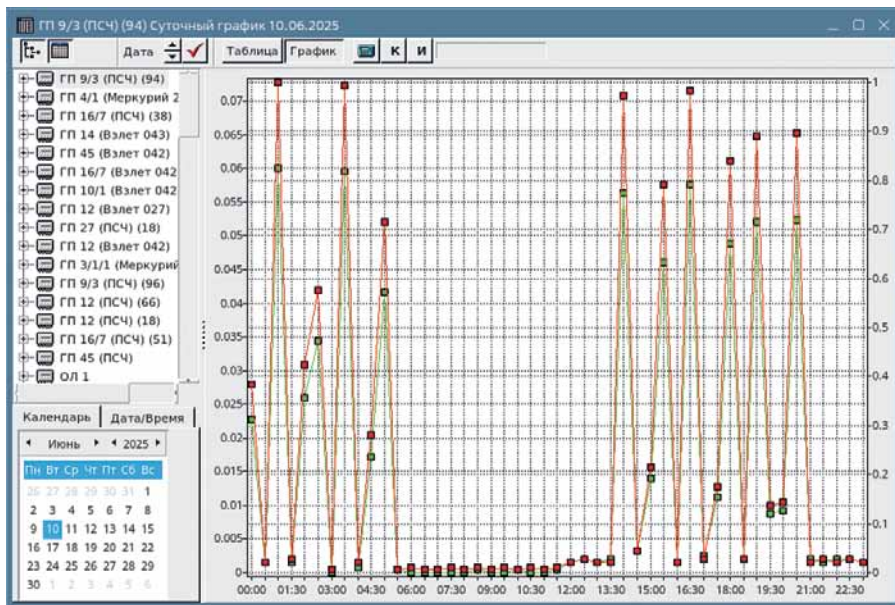 ГП 9/3 (ПСЧ) (94) Суточный график 10.06.2025
Дата Таблица График К И
ГП 9/3 (ПСЧ) (94)
ГП 4/1 (Меркурий 2
ГП 16/7 (ПСЧ) (38)
ГП 14 (Взлет 043)
ГП 45 (Взлет 042)
ГП 16/7 (Взлет 042
ГП 10/1 (Взлет 042
ГП 12 (Взлет 027)
ГП 27 (ПСЧ) (18)
ГП 12 (Взлет 042)
ГП 3/1/1 (Меркурий
ГП 9/3 (ПСЧ) (96)
ГП 12 (ПСЧ) (66)
ГП 12 (ПСЧ) (18)
ГП 16/7 (ПСЧ) (51)
ГП 45 (ПСЧ)
ОЛ 1
Календарь Дата/Время
Июнь 2025
Пн Вт Ср Чт Пт Сб Вс
26 27 28 29 30 31 1
2 3 4 5 6 7 8
9 10 11 12 13 14 15
16 17 18 19 20 21 22
23 24 25 26 27 28 29
30 1 2 3 4 5 6
0.07
0.065
0.06
0.055
0.05
0.045
0.04
0.035
0.03
0.025
0.02
0.015
0.01
0.005
0
1
0.9
0.8
0.7
0.6
0.5
0.4
0.3
0.2
0.1
0
00:00 01:30 03:00 04:30 06:00 07:30 09:00 10:30 12:00 13:30 15:00 16:30 18:00 19:30 21:00 22:30